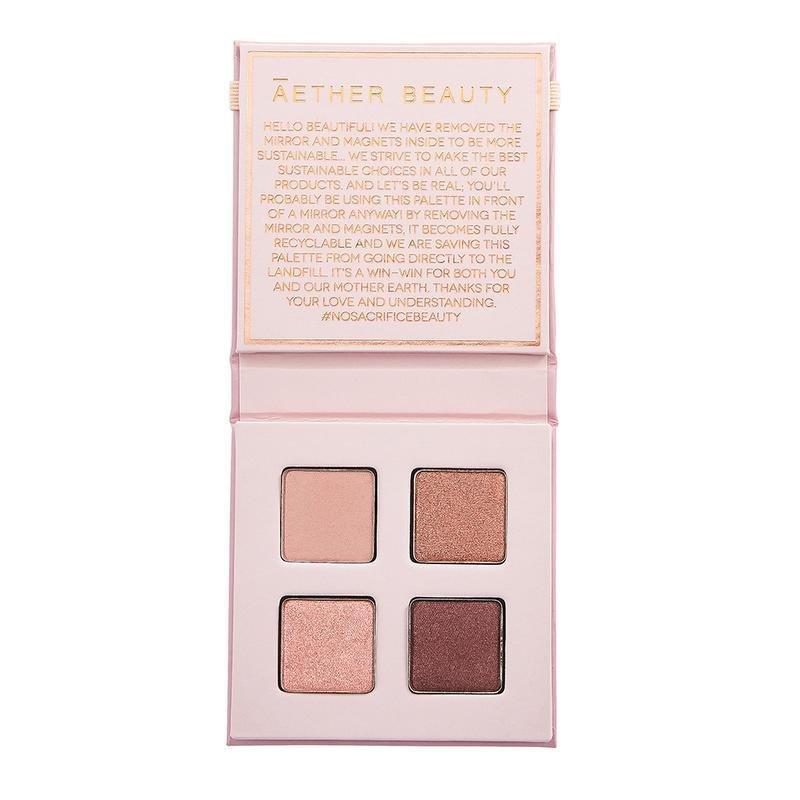 ĀETHER BEAUTY
HELLO BEAUTIFUL! WE HAVE REMOVED THE
MIRROR AND MAGNETS INSIDE TO BE MORE
SUSTAINABLE... WE STRIVE TO MAKE THE BEST
SUSTAINABLE CHOICES IN ALL OF OUR
PRODUCTS. AND LET'S BE REAL; YOU'LL
PROBABLY BE USING THIS PALETTE IN FRONT
OF A MIRROR ANYWAY! BY REMOVING THE
MIRROR AND MAGNETS, IT BECOMES FULLY
RECYCLABLE AND WE ARE SAVING THIS
PALETTE FROM GOING DIRECTLY TO THE
LANDFILL. IT'S A WIN-WIN FOR BOTH YOU
AND OUR MOTHER EARTH. THANKS FOR
YOUR LOVE AND UNDERSTANDING.
#NOSACRIFICEBEAUTY